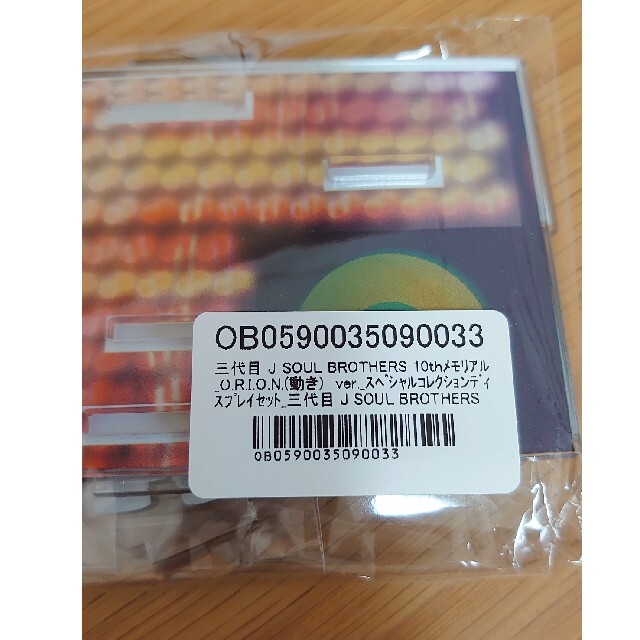 OB0590035090033
三代目 J SOUL BROTHERS 10thメモリアル
_O.R.I.O.N.(動き) ver._スペシャルコレクションディ
スプレイセット_三代目 J SOUL BROTHERS
OB0590035090033